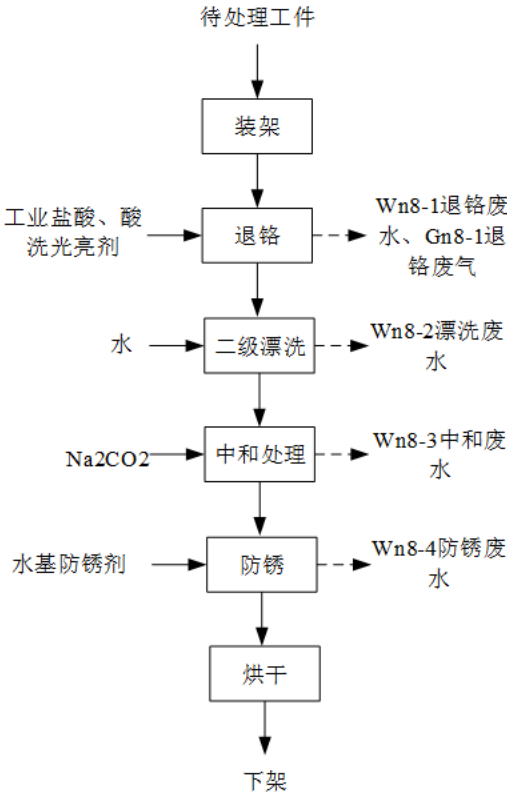 待处理工件
装架
工业盐酸、酸
洗光亮剂
退铬
Wn8-1退铬废
水、Gn8-1退
铬废气
水
二级漂洗
Wn8-2漂洗废
水
Na2CO2
中和处理
Wn8-3中和废
水
水基防锈剂
防锈
Wn8-4防锈废
水
烘干
下架